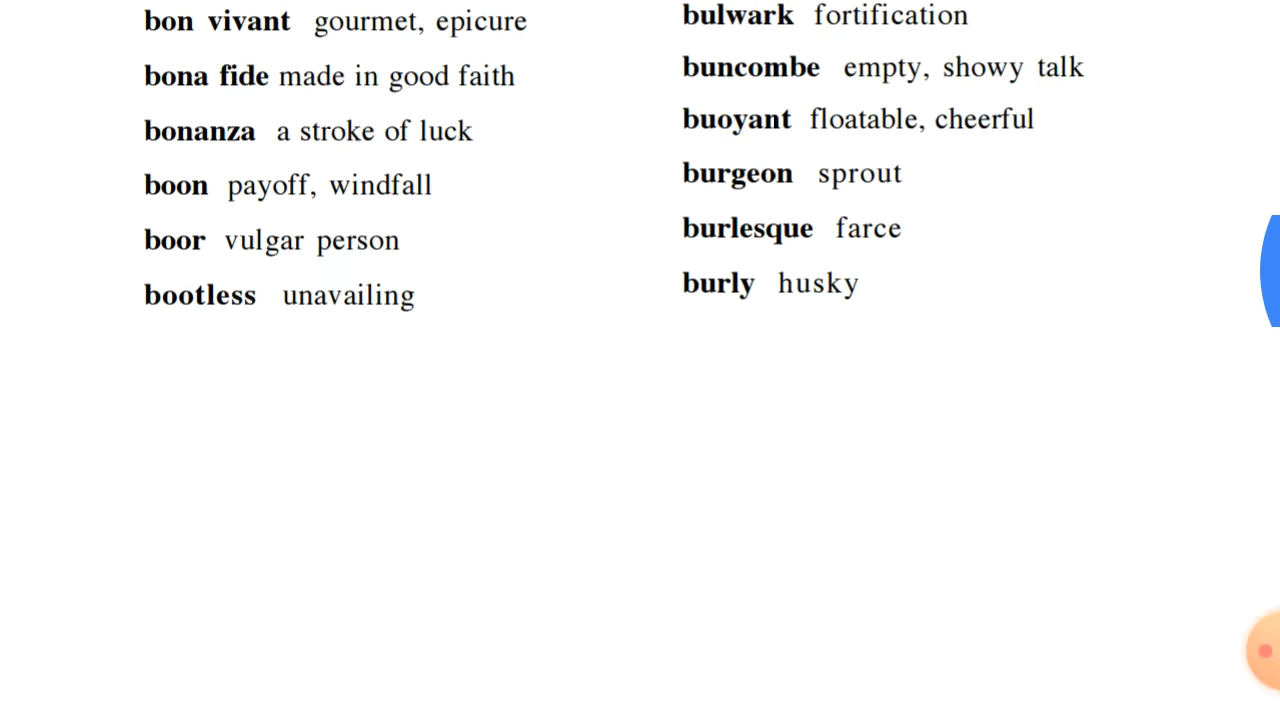 bon vivant gourmet, epicure
bona fide made in good faith
bonanza a stroke of luck
boon payoff, windfall
boor vulgar person
bootless unavailing
bulwark fortification
buncombe empty, showy talk
buoyant floatable, cheerful
burgeon sprout
burlesque farce
burly husky